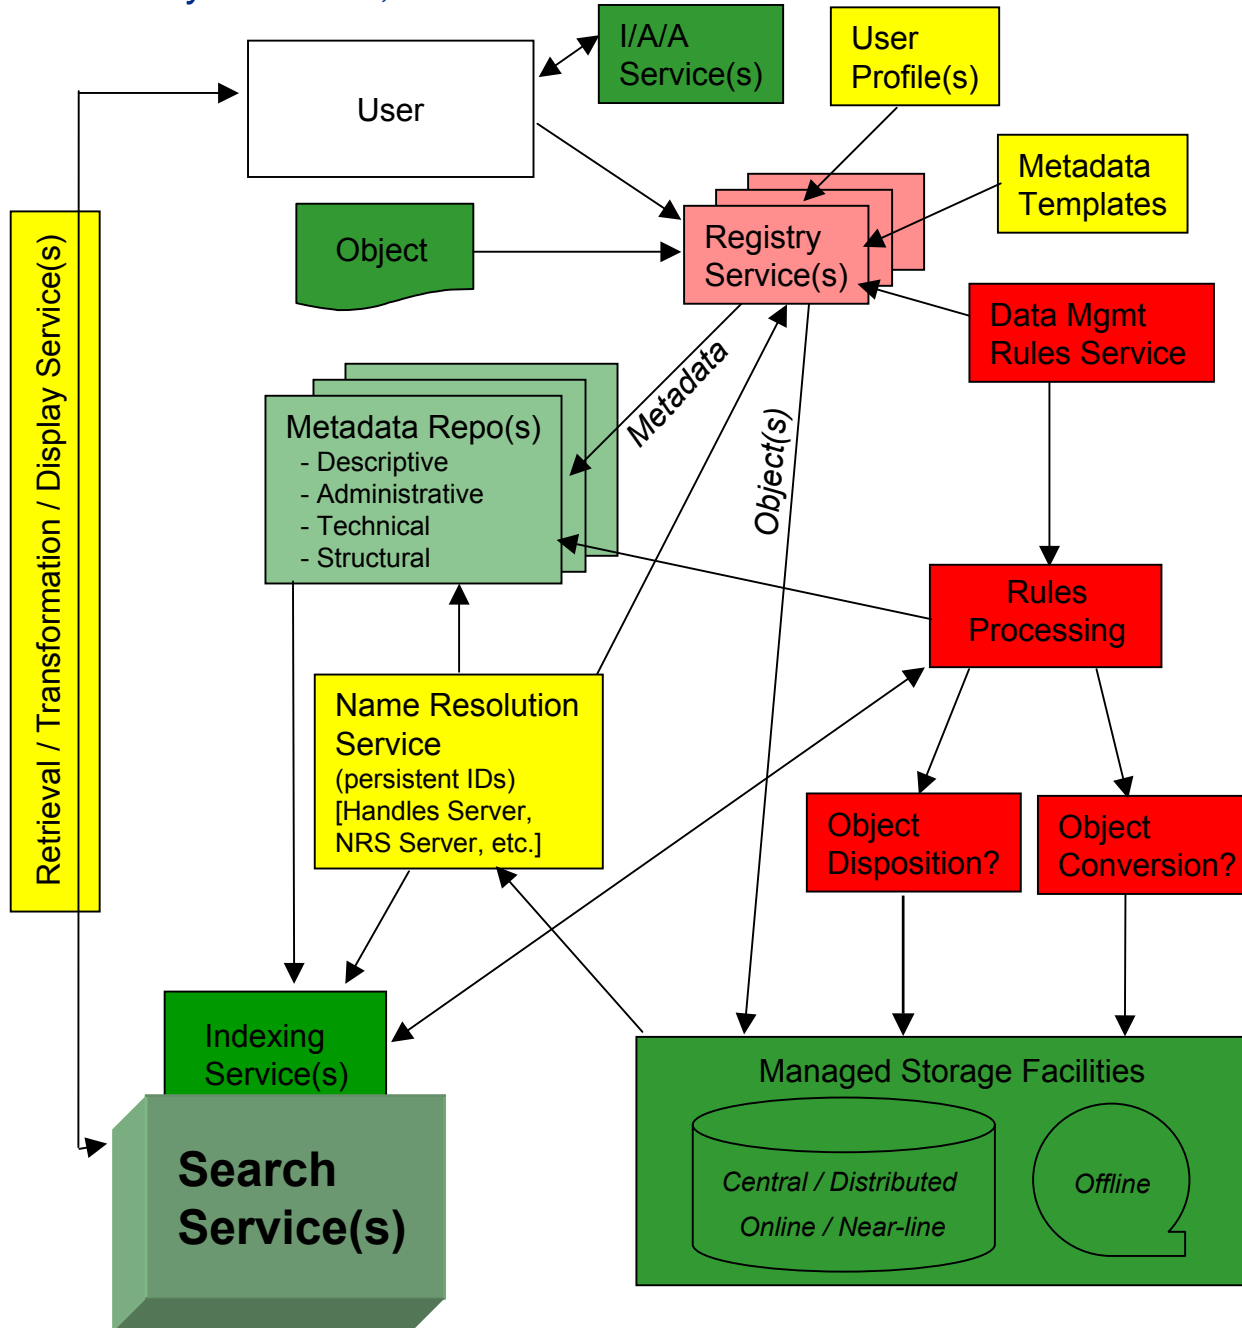 I/A/A
Service(s)
User
Profile(s)
User
Metadata
Templates
Object
Registry
Service(s)
Data Mgmt
Rules Service
Retrieval / Transformation / Display Service(s)
Metadata
Object(s)
Metadata Repo(s)
- Descriptive
- Administrative
- Technical
- Structural
Rules
Processing
Name Resolution
Service
(persistent IDs)
[Handles Server,
NRS Server, etc.]
Object
Disposition?
Object
Conversion?
Indexing
Service(s)
Search
Service(s)
Managed Storage Facilities
Central / Distributed
Online / Near-line
Offline